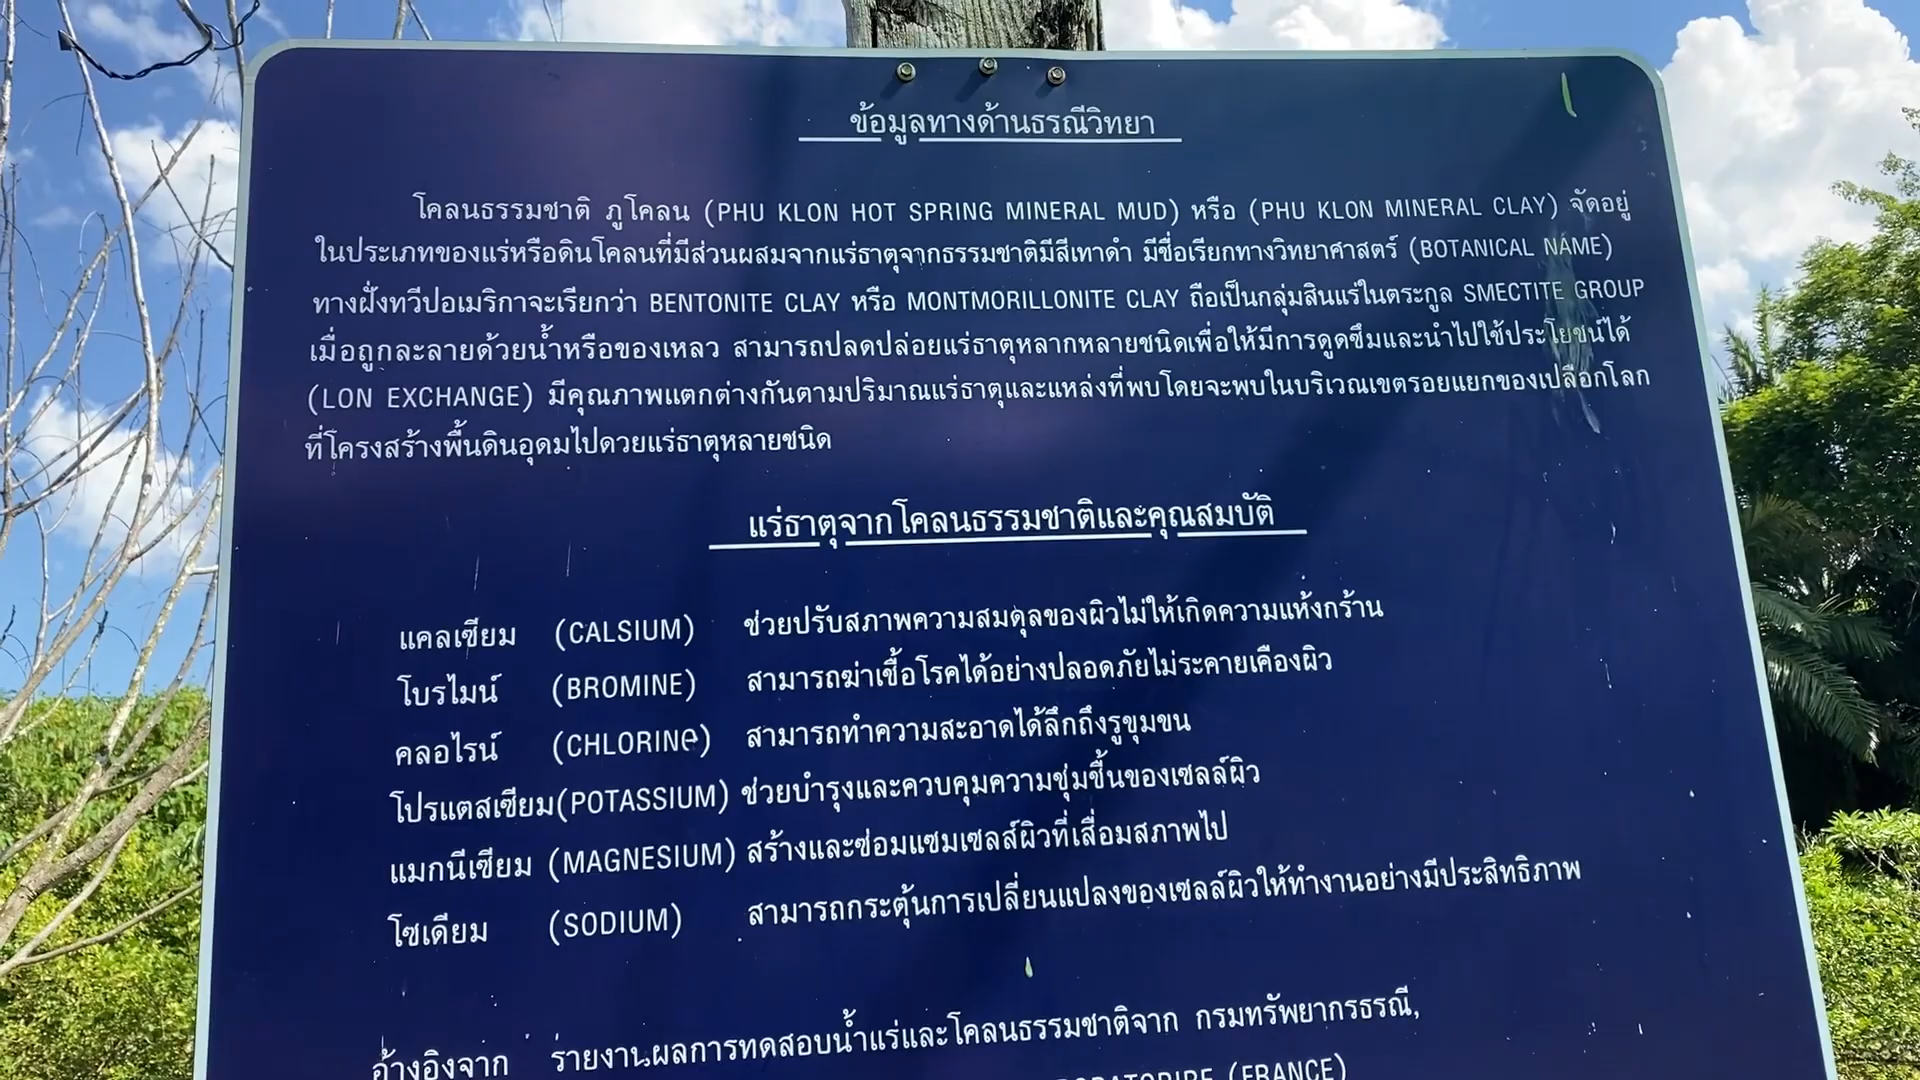 ข้อมูลทางด้านธรณีวิทยา
โคลนธรรมชาติ ภูโคลน (PHU KLON HOT SPRING MINERAL MUD) หรือ (PHU KLON MINERAL CLAY) จัดอยู่
ในประเภทของแร่หรือดินโคลนที่มีส่วนผสมจากแร่ธาตุจากธรรมชาติมีสีเทาดำ มีชื่อเรียกทางวิทยาศาสตร์ (BOTANICAL NAME)
ทางฝั่งทวีปอเมริกาจะเรียกว่า BENTONITE CLAY หรือ MONTMORILLONITE CLAY ถือเป็นกลุ่มสินแร่ในตระกูล SMECTITE GROUP
เมื่อถูกละลายด้วยน้ำหรือของเหลว สามารถปลดปล่อยแร่ธาตุหลากหลายชนิดเพื่อให้มีการดูดซึมและนำไปใช้ประโยชน์ได้
(LON EXCHANGE) มีคุณภาพแตกต่างกันตามปริมาณแร่ธาตุและแหล่งที่พบโดยจะพบในบริเวณเขตรอยแยกของเปลือกโลก
ที่โครงสร้างพื้นดินอุดมไปดวยแร่ธาตุหลายชนิด
แร่ธาตุจากโคลนธรรมชาติและคุณสมบัติ
แคลเซียม (CALSIUM) ช่วยปรับสภาพความสมดุลของผิวไม่ให้เกิดความแห้งกร้าน
โบรไมน์ (BROMINE) สามารถฆ่าเชื้อโรคได้อย่างปลอดภัยไม่ระคายเคืองผิว
คลอไรน์ (CHLORINe) สามารถทำความสะอาดได้ลึกถึงรูขุมขน
โปรแตสเซียม(POTASSIUM) ช่วยบำรุงและควบคุมความชุ่มชื้นของเซลล์ผิว
แมกนีเซียม (MAGNESIUM) สร้างและซ่อมแซมเซลส์ผิวที่เสื่อมสภาพไป
โซเดียม (SODIUM) สามารถกระตุ้นการเปลี่ยนแปลงของเซลล์ผิวให้ทำงานอย่างมีประสิทธิภาพ
อ้างอิงจาก รายงานผลการทดสอบน้ำแร่และโคลนธรรมชาติจาก กรมทรัพยากรธรณี,
(FRANCE)